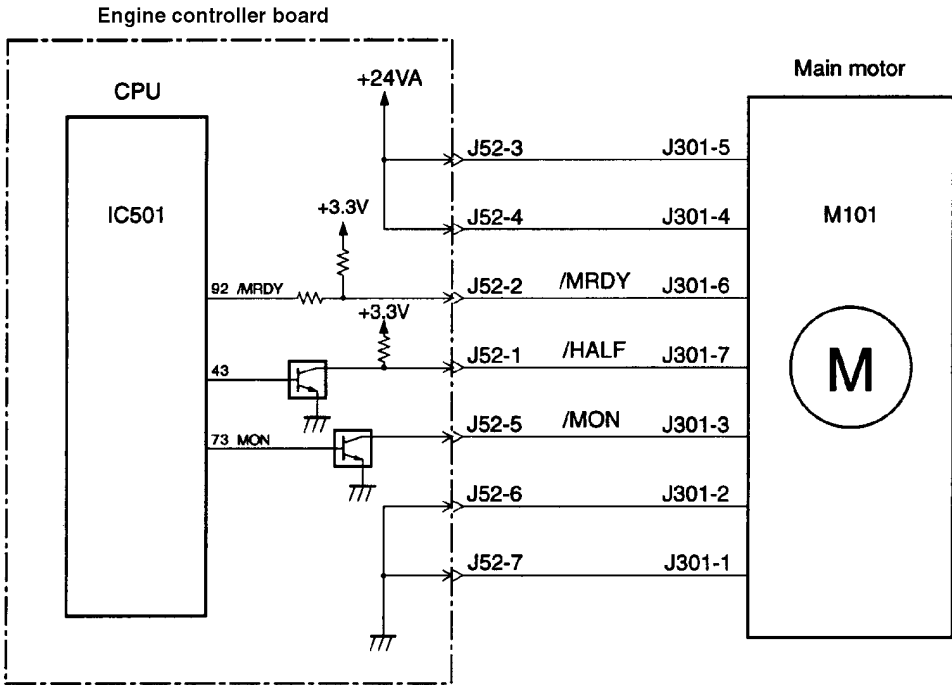 Engine controller board
+24VA
Main motor
CPU
J52-3 J301-5
IC501
+3.3V
J52-4 J301-4
M101
92 /MRDY
J52-2 /MRDY J301-6
+3.3V
J52-1 /HALF J301-7
43
M
73 MON
J52-5 /MON J301-3
J52-6 J301-2
J52-7 J301-1